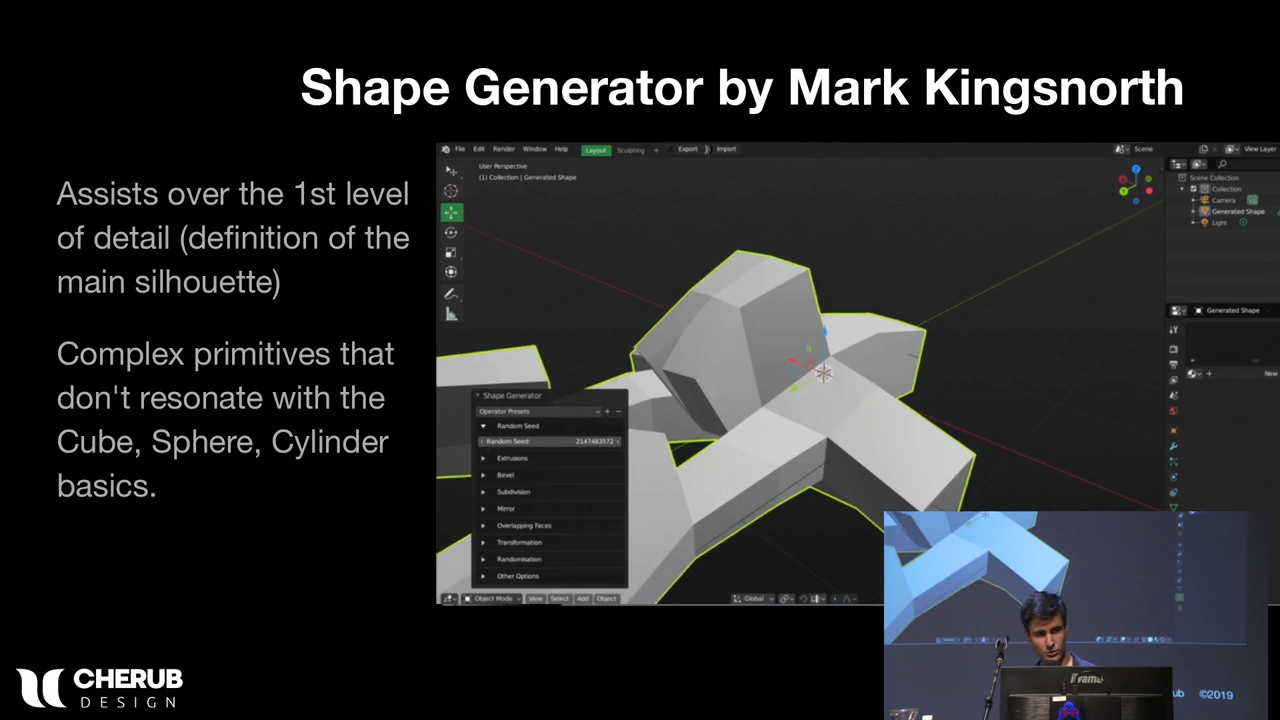 Shape Generator by Mark Kingsnorth
Assists over the 1st level
of detail (definition of the
main silhouette)
Complex primitives that
don't resonate with the
Cube, Sphere, Cylinder
basics.
File Edit Render Window Help Layout Sculpting + Export Import Scene View Layer
User Perspective
(1) Collection | Generated Shape
Scene Collection
Collection
Camera
Generated Shape
Light
Generated Shape
New
Shape Generator
Operator Presets
Random Seed
Random Seed: 2147483572
Extrusions
Bevel
Subdivision
Mirror
Overlapping Faces
Transformation
Randomisation
Other Options
Object Mode View Select Add Object Global
CHERUB
DESIGN
iiyama
ub ©2019